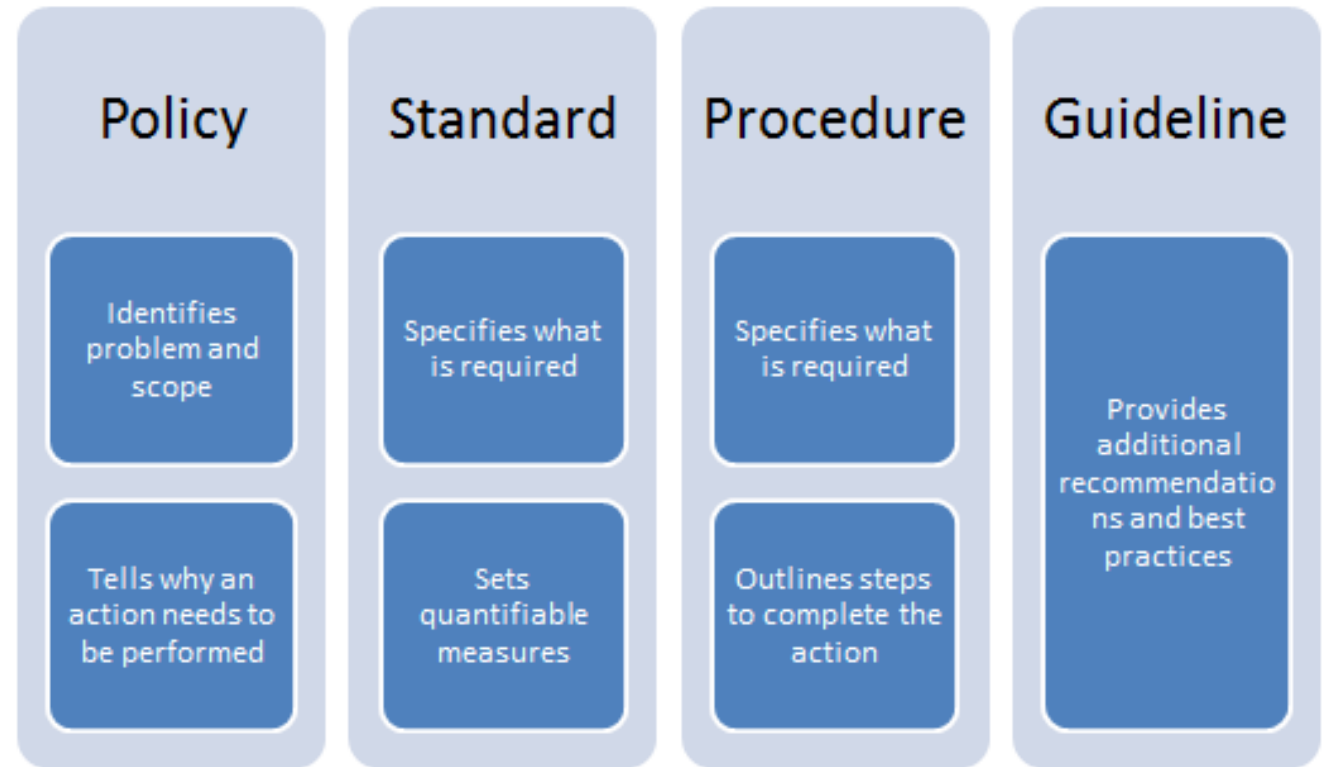 Policy
Identifies
problem and
scope
Tells why an
action needs to
be performed
Standard
Specifies what
is required
Sets
quantifiable
measures
Procedure
Specifies what
is required
Outlines steps
to complete the
action
Guideline
Provides
additional
recommendatio
ns and best
practices